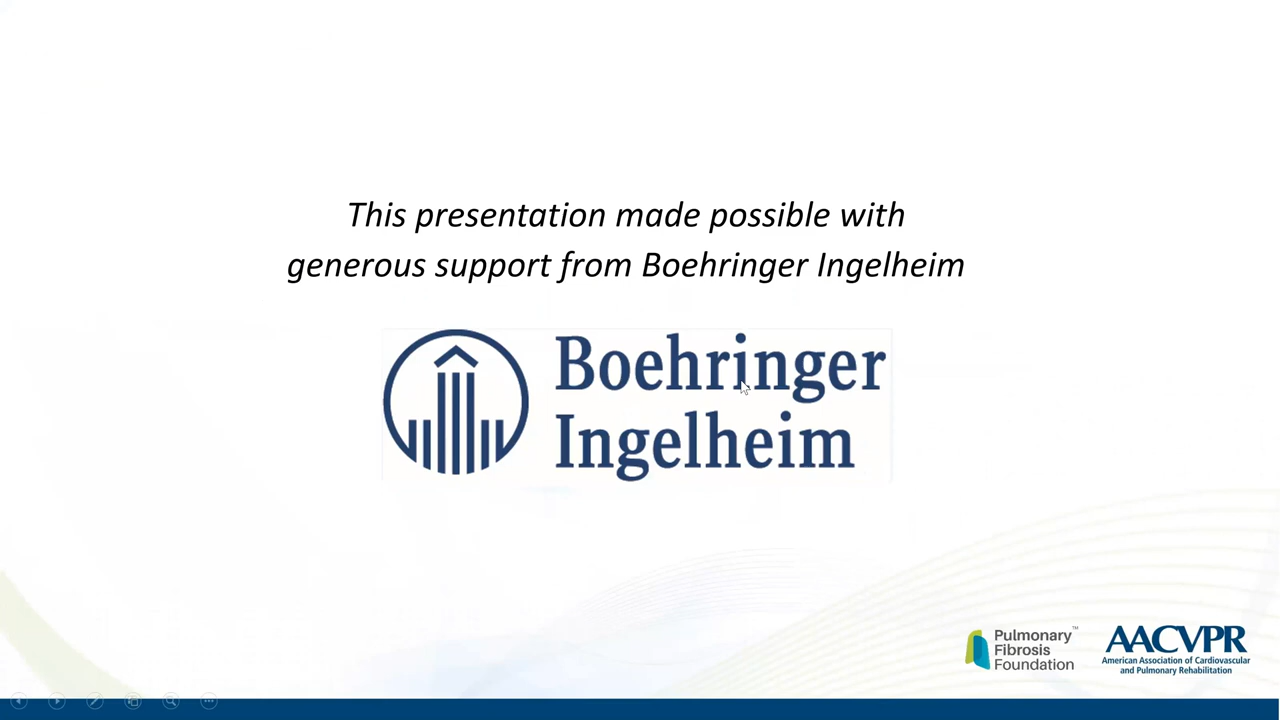 This presentation made possible with
generous support from Boehringer Ingelheim
Boehringer
Ingelheim
Pulmonary™
Fibrosis
Foundation
AACVPR
American Association of Cardiovascular
and Pulmonary Rehabilitation